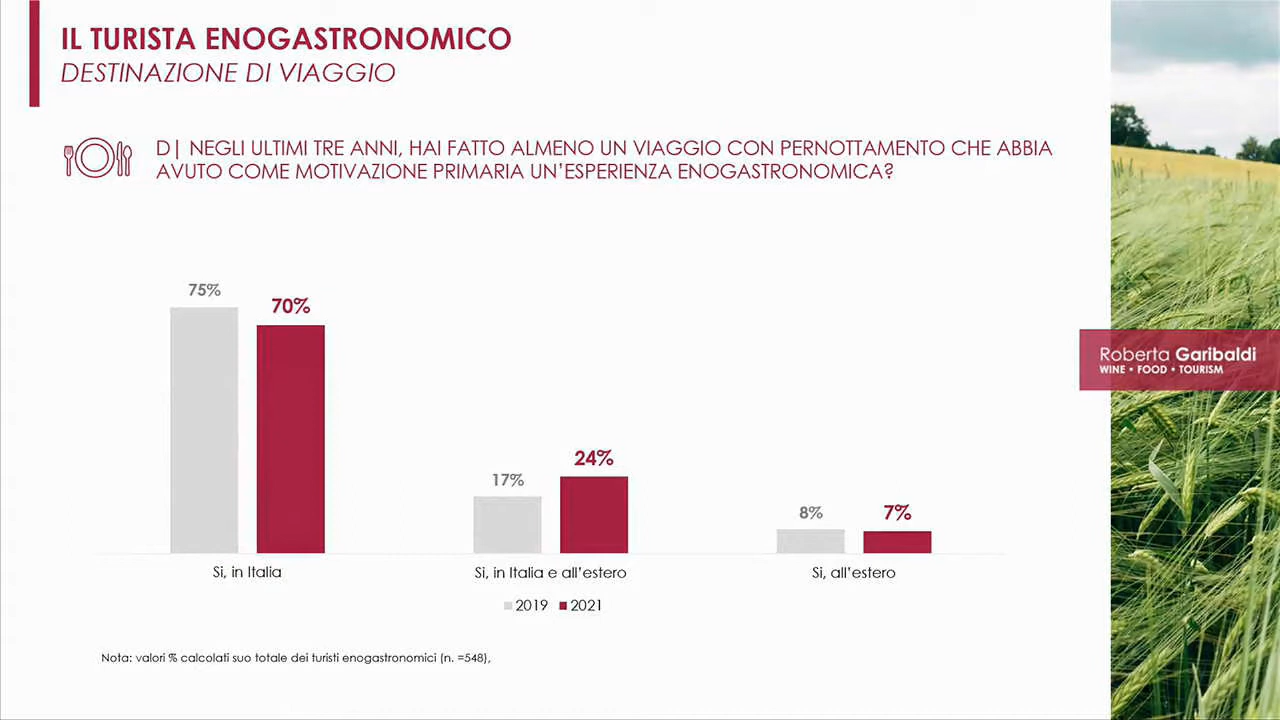 IL TURISTA ENOGASTRONOMICO
DESTINAZIONE DI VIAGGIO
D| NEGLI ULTIMI TRE ANNI, HAI FATTO ALMENO UN VIAGGIO CON PERNOTTAMENTO CHE ABBIA
AVUTO COME MOTIVAZIONE PRIMARIA UN'ESPERIENZA ENOGASTRONOMICA?
75%
70%
17%
24%
8%
7%
Si, in Italia
Si, in Italia e all'estero
Si, all'estero
2019 2021
Nota: valori % calcolati suo totale dei turisti enogastronomici (n. =548),
Roberta Garibaldi
WINE • FOOD • TOURISM